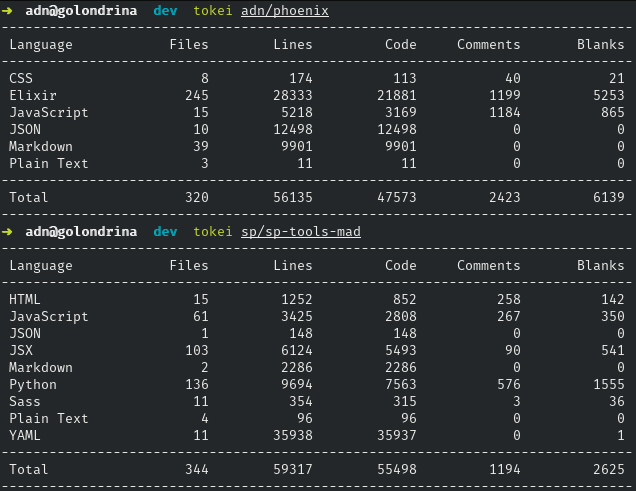 ➜ adn@golondrina dev tokei adn/phoenix
--------------------------------------------------------------------------------
Language Files Lines Code Comments Blanks
--------------------------------------------------------------------------------
CSS 8 174 113 40 21
Elixir 245 28333 21881 1199 5253
JavaScript 15 5218 3169 1184 865
JSON 10 12498 12498 0 0
Markdown 39 9901 9901 0 0
Plain Text 3 11 11 0 0
--------------------------------------------------------------------------------
Total 320 56135 47573 2423 6139
--------------------------------------------------------------------------------
➜ adn@golondrina dev tokei sp/sp-tools-mad
--------------------------------------------------------------------------------
Language Files Lines Code Comments Blanks
--------------------------------------------------------------------------------
HTML 15 1252 852 258 142
JavaScript 61 3425 2808 267 350
JSON 1 148 148 0 0
JSX 103 6124 5493 90 541
Markdown 2 2286 2286 0 0
Python 136 9694 7563 576 1555
Sass 11 354 315 3 36
Plain Text 4 96 96 0 0
YAML 11 35938 35937 0 1
--------------------------------------------------------------------------------
Total 344 59317 55498 1194 2625
--------------------------------------------------------------------------------